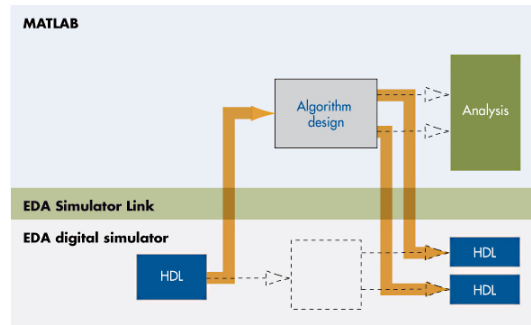 MATLAB
Algorithm
design
Analysis
EDA Simulator Link
EDA digital simulator
HDL
HDL
HDL